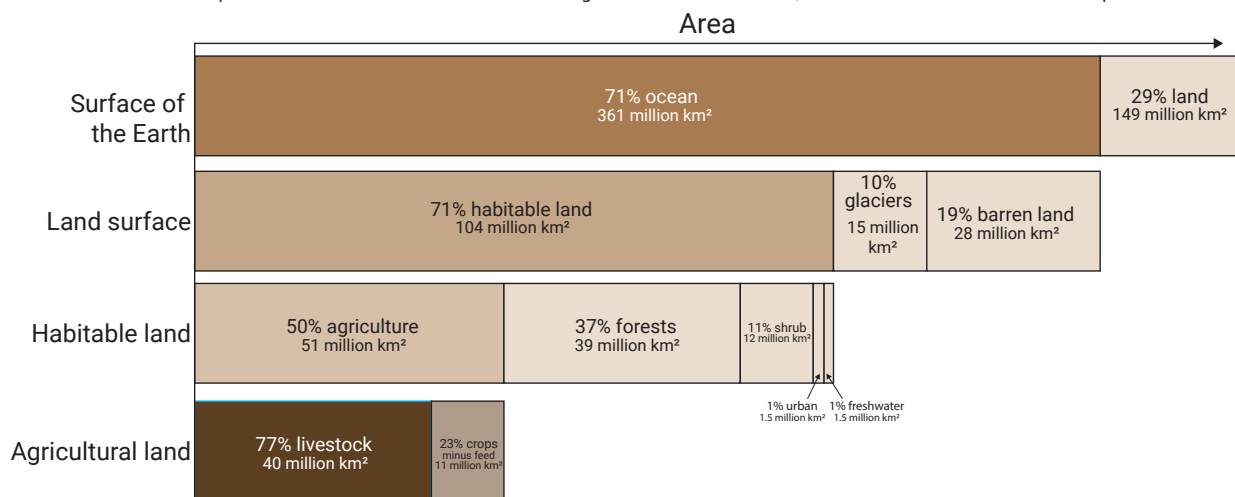 Area
Surface of
the Earth
71% ocean
361 million km²
29% land
149 million km²
Land surface
71% habitable land
104 million km²
10%
glaciers
15 million
km²
19% barren land
28 million km²
Habitable land
50% agriculture
51 million km²
37% forests
39 million km²
11% shrub
12 million km²
1% urban
1.5 million km²
1% freshwater
1.5 million km²
Agricultural land
77% livestock
40 million km²
23% crops
minus feed
11 million km²